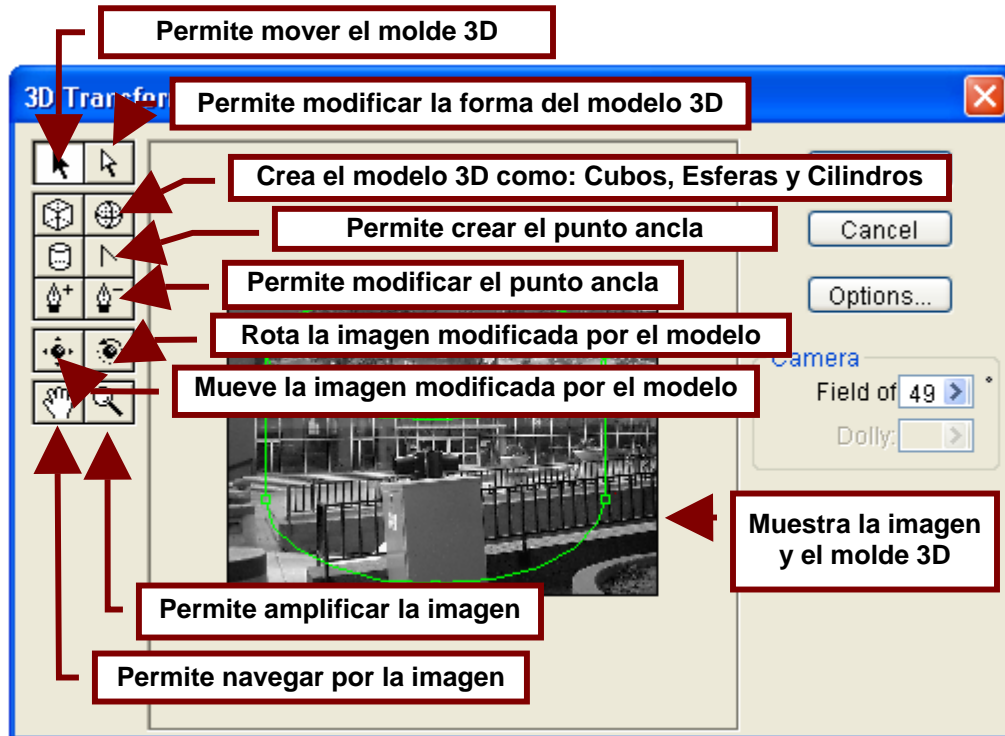 Permite mover el molde 3D
3D Transfor
Permite modificar la forma del modelo 3D
Crea el modelo 3D como: Cubos, Esferas y Cilindros
Permite crear el punto ancla
Cancel
Permite modificar el punto ancla
Options...
Rota la imagen modificada por el modelo
Camera
Mueve la imagen modificada por el modelo
Field of 49 °
Dolly:
Muestra la imagen
y el molde 3D
Permite amplificar la imagen
Permite navegar por la imagen